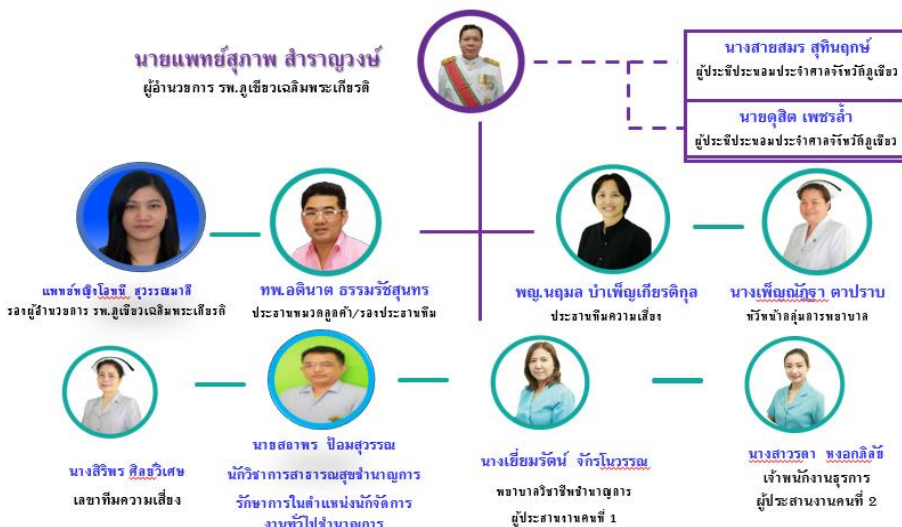 นายแพทย์สุภาพ สำราญวงษ์
ผู้อำนวยการ รพ.ภูเขียวเฉลิมพระเกียรติ
นางสายสมร สุทินฤกษ์
ผู้ประนีประนอมประจำศาลจังหวัดภูเขียว
นายดุสิต เพชรล้ำ
ผู้ประนีประนอมประจำศาลจังหวัดภูเขียว
แพทย์หญิงโฉทนี สุวรรณมาลี
รองผู้อำนวยการ รพ.ภูเขียวเฉลิมพระเกียรติ
ทพ.อตินาต ธรรมรัชสุนทร
ประธานหมวดลูกค้า/รองประธานทีม
พญ.นฤมล บำเพ็ญเกียรติกุล
ประธานทีมความเสี่ยง
นางเพ็ญณัฏฐา ตาปราบ
หัวหน้ากลุ่มการพยาบาล
นางสิริพร ศิลปวิเศษ
เลขาทีมความเสี่ยง
นายสถาพร ป้อมสุวรรณ
นักวิชาการสาธารณสุขชำนาญการ
รักษาการในตำแหน่งนักจัดการ
งานทั่วไปชำนาญการ
นางเยี่ยมรัตน์ จักรโนวรรณ
พยาบาลวิชาชีพชำนาญการ
ผู้ประสานงานคนที่ 1
นางสาวรดา
เจ้าพนักงานธุรการ
ผู้ประสานงานคนที่ 2